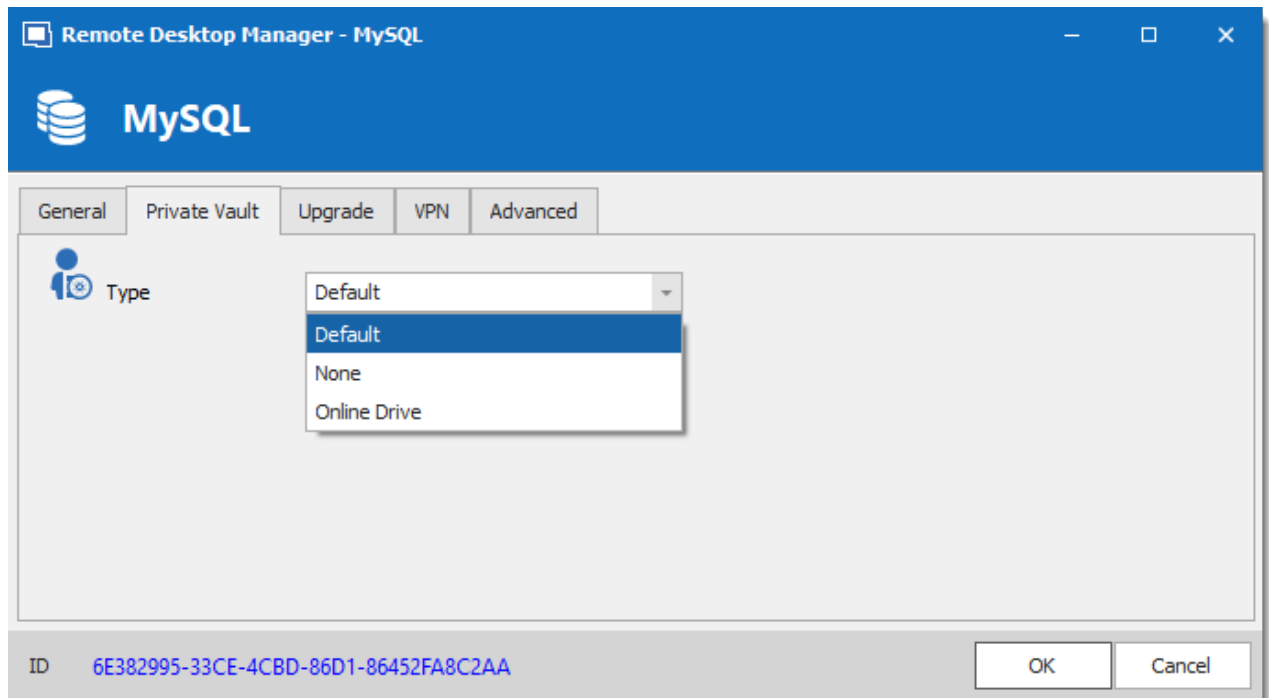 Remote Desktop Manager - MySQL
MySQL
General Private Vault Upgrade VPN Advanced
Type Default
Default
None
Online Drive
ID 6E382995-33CE-4CBD-86D1-86452FA8C2AA OK Cancel